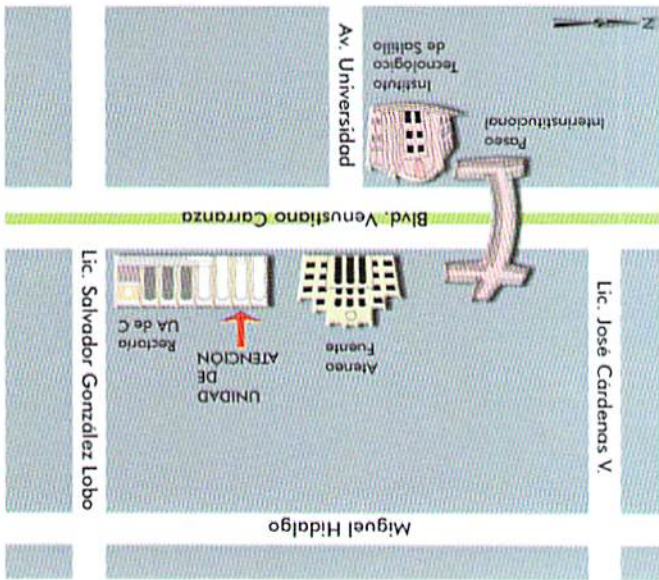 Miguel Hidalgo
Lic. José Cárdenas V.
Ateneo
Fuente
UNIDAD
DE
ATENCIÓN
Rectoría
UA de C
Lic. Salvador González Lobo
Blvd. Venustiano Carranza
Paseo
Interinstitucional
Instituto
Tecnológico
de Saltillo
Av. Universidad
N